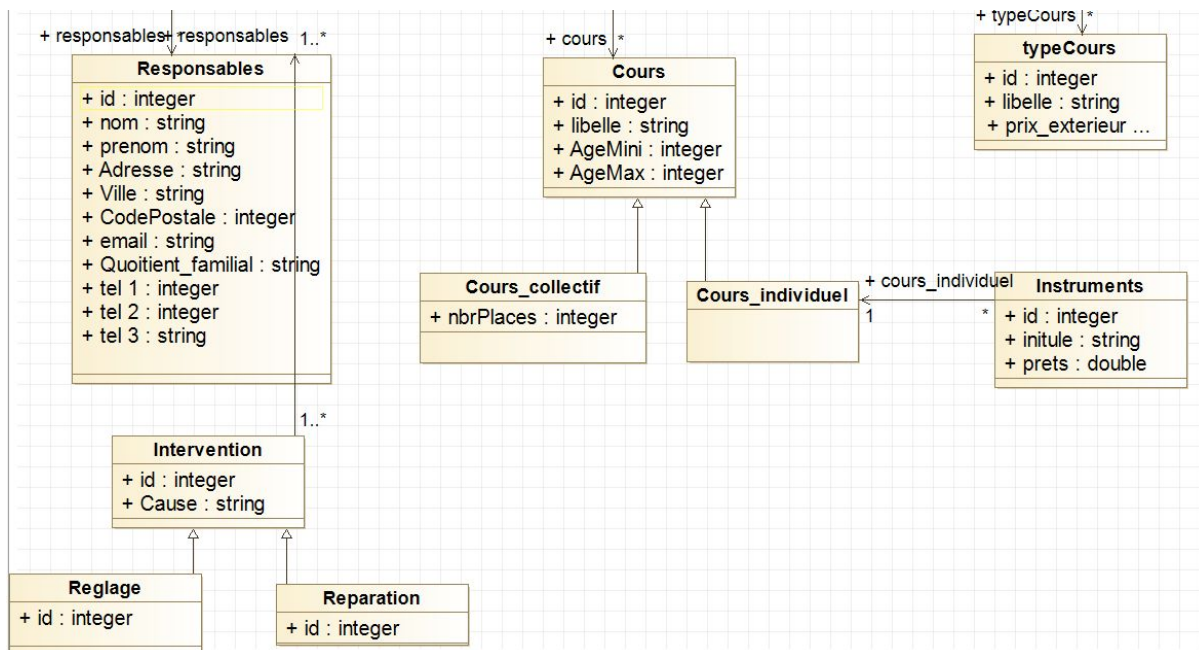 + responsables
*
+ responsables
1..*
Responsables
+ id : integer
+ nom : string
+ prenom : string
+ Adresse : string
+ Ville : string
+ CodePostale : integer
+ email : string
+ Quoitient_familial : string
+ tel 1 : integer
+ tel 2 : integer
+ tel 3 : string
1..*
Intervention
+ id : integer
+ Cause : string
Reglage
+ id : integer
Reparation
+ id : integer
+ cours
*
Cours
+ id : integer
+ libelle : string
+ AgeMini : integer
+ AgeMax : integer
Cours_collectif
+ nbrPlaces : integer
Cours_individuel
+ cours_individuel
1
*
Instruments
+ id : integer
+ initule : string
+ prets : double
+ typeCours
*
typeCours
+ id : integer
+ libelle : string
+ prix_exterieur ...